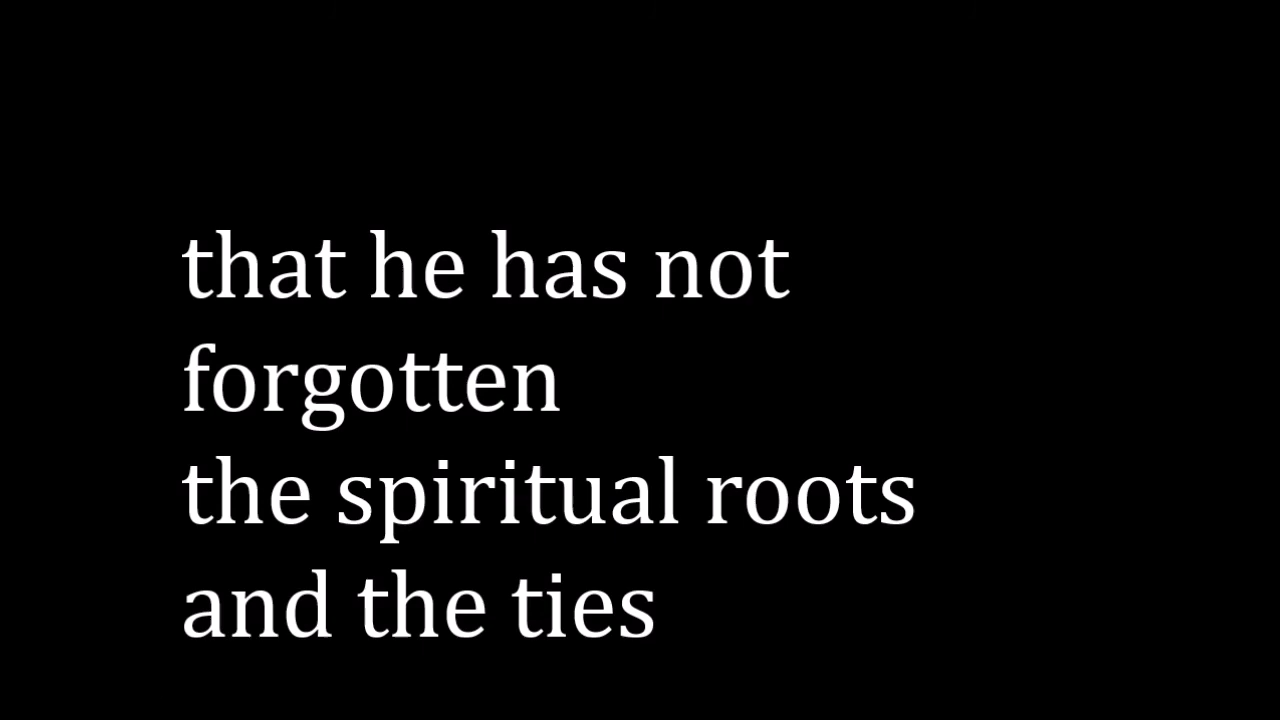 that he has not
forgotten
the spiritual roots
and the ties